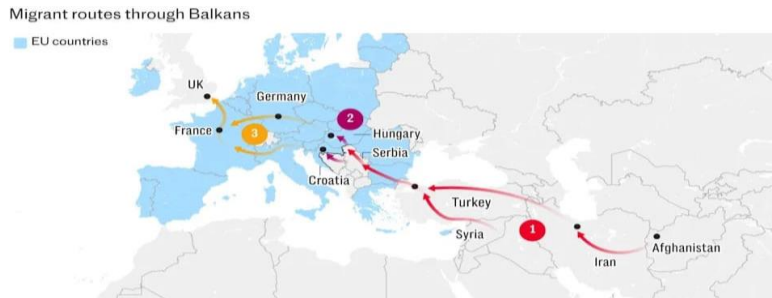 Migrant routes through Balkans
EU countries
UK
Germany
2
France
3
Hungary
Serbia
Croatia
Turkey
Syria
1
Afghanistan
Iran